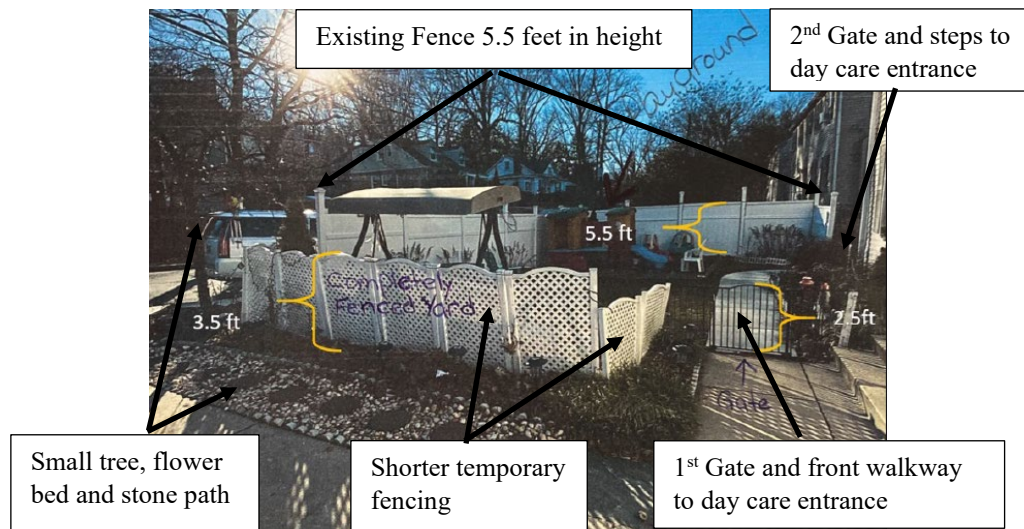 Existing Fence 5.5 feet in height
2nd Gate and steps to
day care entrance
Playground
5.5 ft
Completely
Fenced Yard.
3.5 ft
2.5ft
Gate
Small tree, flower
bed and stone path
Shorter temporary
fencing
1st Gate and front walkway
to day care entrance